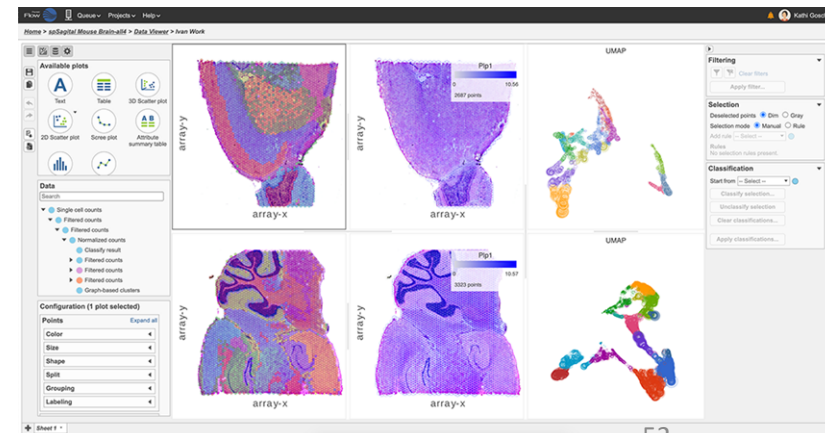 Flow
Queue
Projects
Help
Kathi Gosc
Home > spSagital Mouse Brain-all4 > Data Viewer > Ivan Work
Available plots
Text
Table
3D Scatter plot
2D Scatter plot
Scree plot
Attribute
summary table
Data
Search
Single cell counts
Filtered counts
Filtered counts
Normalized counts
Classify result
Filtered counts
Filtered counts
Filtered counts
Graph-based clusters
Configuration (1 plot selected)
Points
Expand all
Color
Size
Shape
Split
Grouping
Labeling
Sheet 1
array-y
array-x
array-y
array-x
Plp1
0
10.56
2687 points
UMAP
array-y
array-x
array-y
array-x
Plp1
0
10.57
3323 points
UMAP
Filtering
Clear filters
Apply filter...
Selection
Deselected points
Dim
Gray
Selection mode
Manual
Rule
Add rule
-- Select --
Rules
No selection rules present.
Classification
Start from
-- Select --
Classify selection...
Unclassify selection
Clear classifications...
Apply classifications...